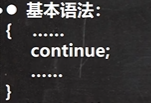 ●● 基本语法：
{ ......
continue;
......
}